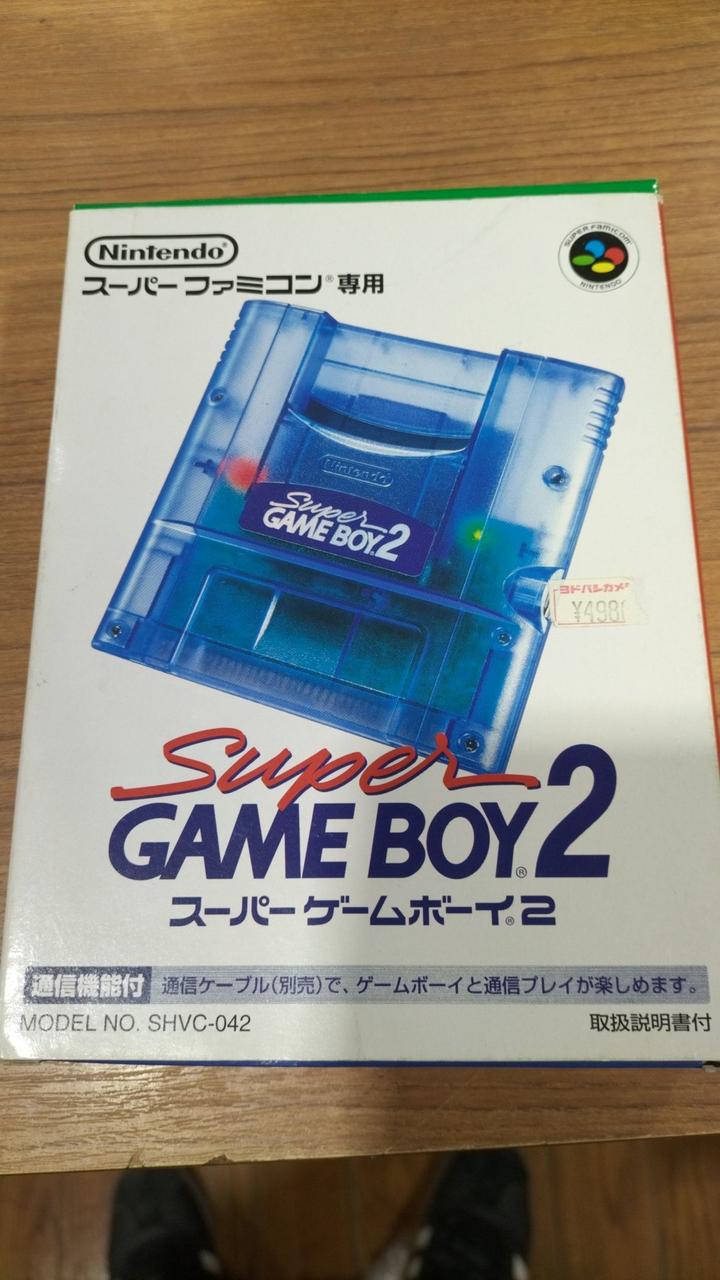 Nintendo®
スーパーファミコン®専用
SUPER FAMICOM
NINTENDO
Nintendo
Super
GAME BOY 2
ヨドバシカメ
¥498
Super
GAME BOY® 2
スーパーゲームボーイ®2
通信機能付 通信ケーブル(別売)で、ゲームボーイと通信プレイが楽しめます。
MODEL NO. SHVC-042 取扱説明書付